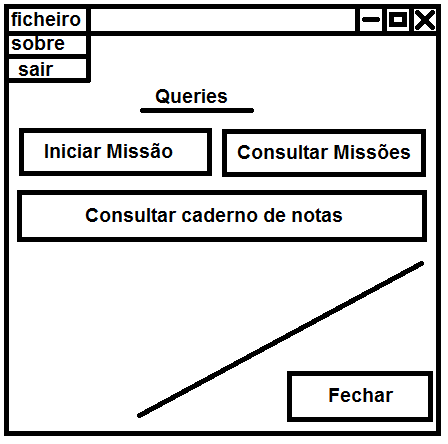 ficheiro
sobre
sair
Queries
Iniciar Missão
Consultar Missões
Consultar caderno de notas
Fechar